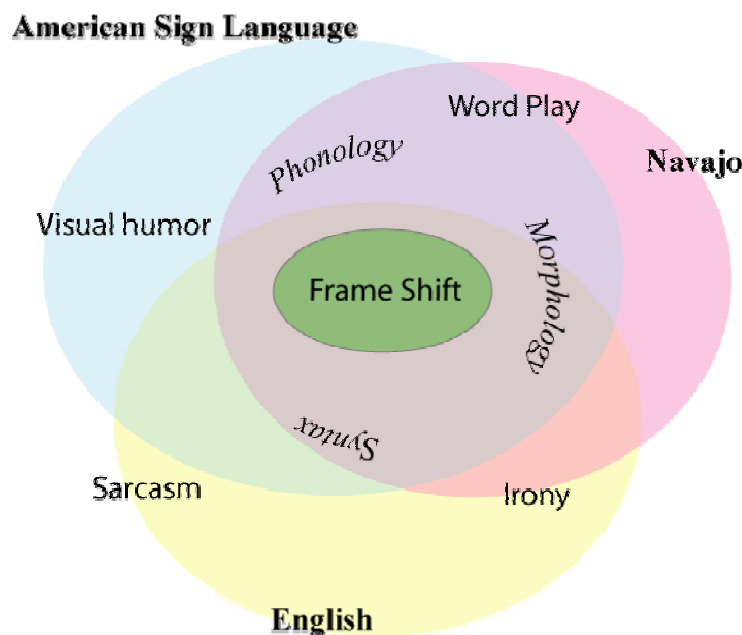 American Sign Language
Word Play
Phonology
Navajo
Visual humor
Morphology
Frame Shift
Syntax
Sarcasm
Irony
English